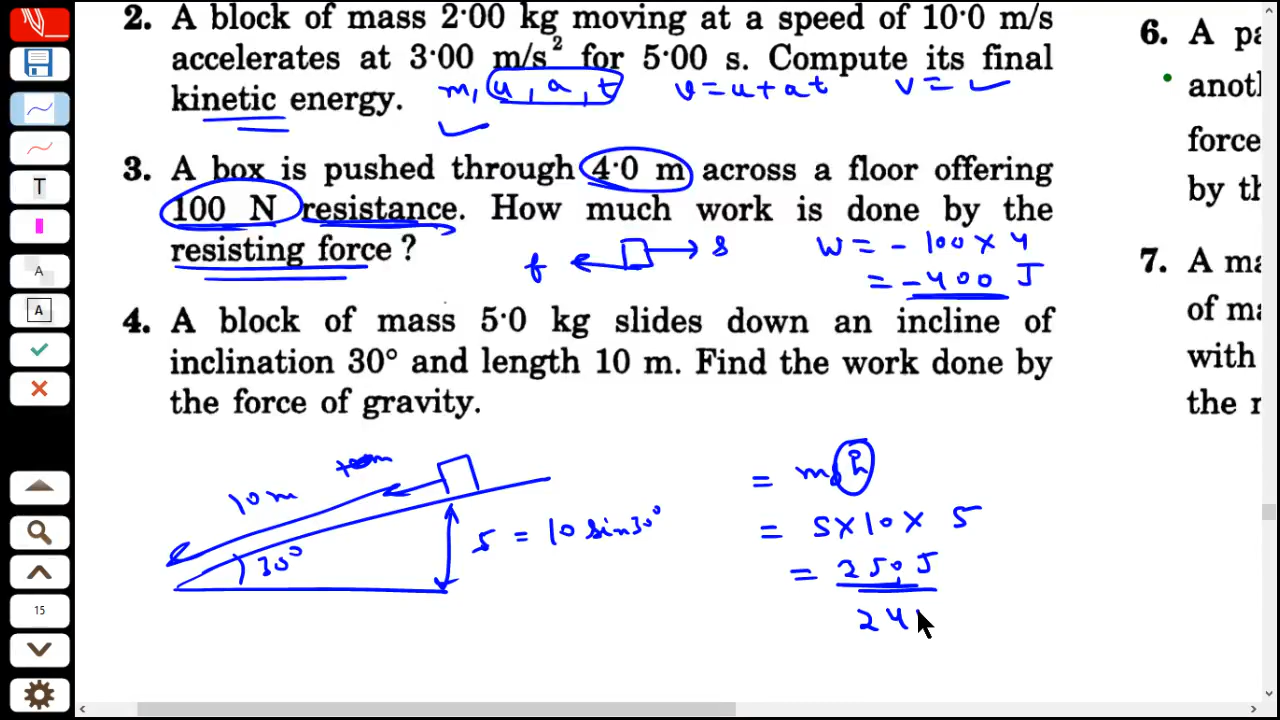 2. A block of mass 2·00 kg moving at a speed of 10·0 m/s
accelerates at 3·00 m/s² for 5·00 s. Compute its final
kinetic energy. m, u, a, t v = u + at v =
3. A box is pushed through 4·0 m across a floor offering
100 N resistance. How much work is done by the
resisting force ? f s W = - 100 × 4
= -400 J
4. A block of mass 5·0 kg slides down an incline of
inclination 30° and length 10 m. Find the work done by
the force of gravity.
10m
30°
5 = 10 sin30°
= mgh
= 5×10× 5
= 250J
24
6. A pa
anoth
force
by th
7. A ma
of ma
with
the r
T
A
A
15